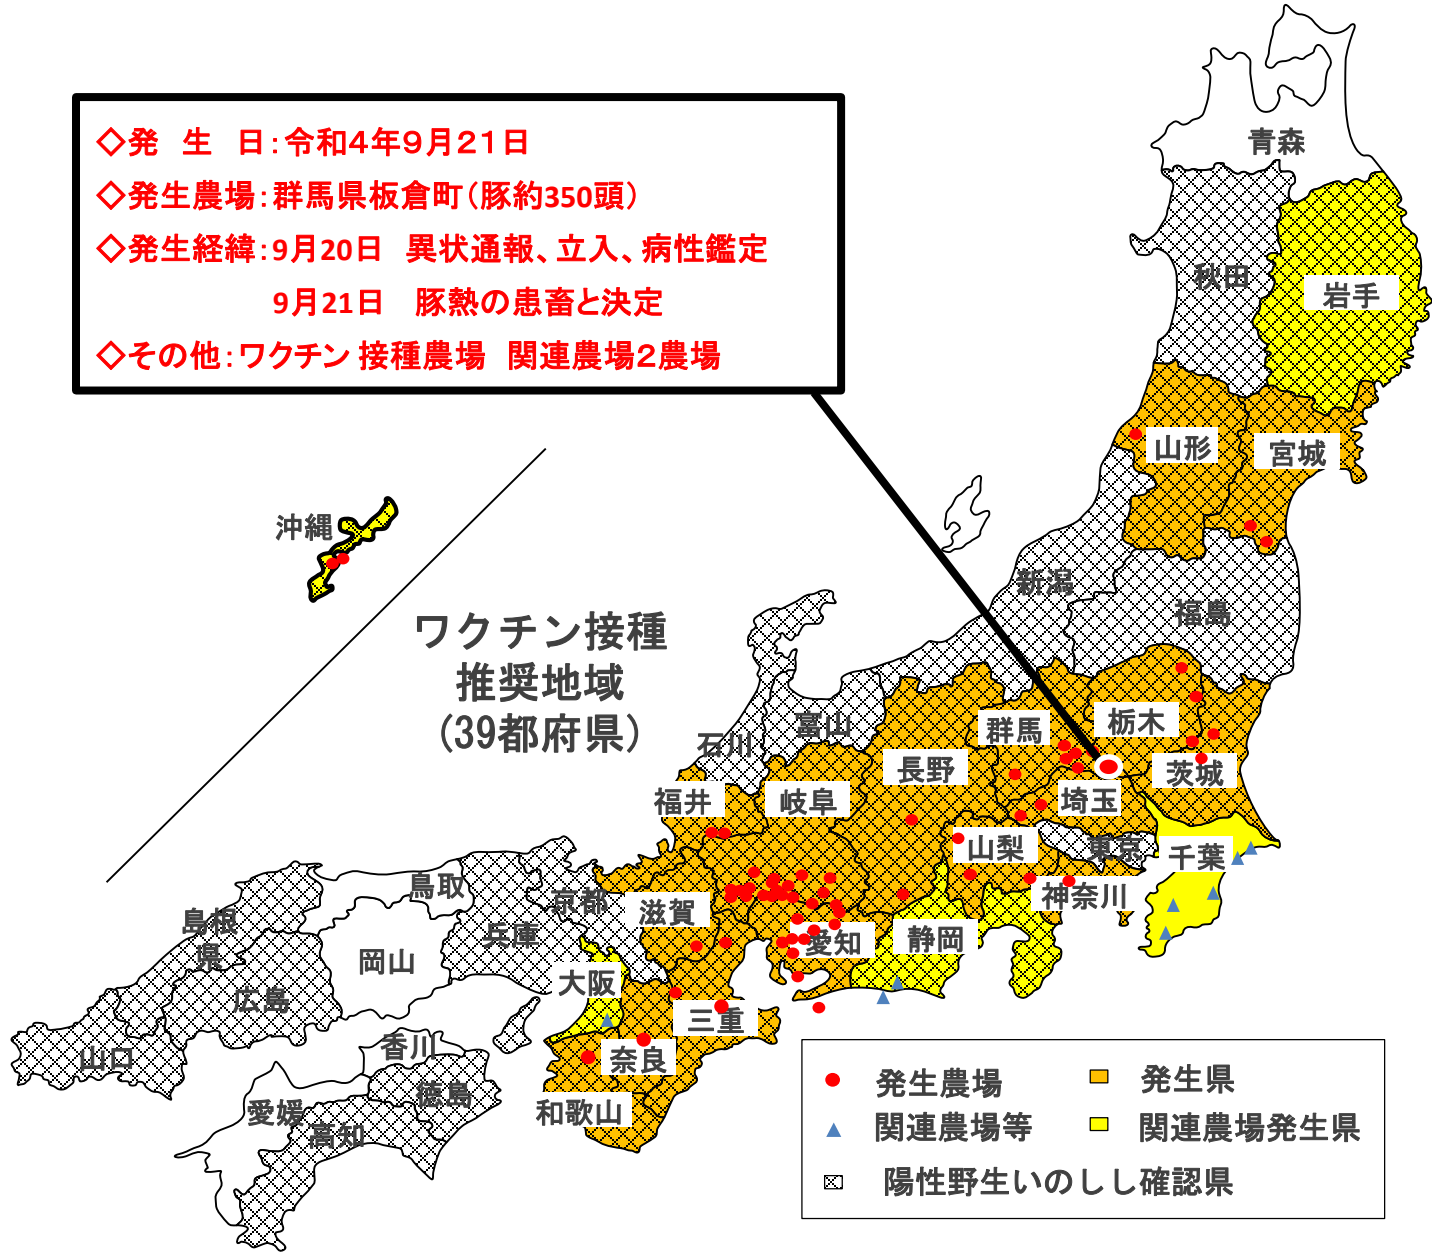 ◇発　生　日：令和４年９月２１日
◇発生農場：群馬県板倉町（豚約350頭）
◇発生経緯：9月20日　異状通報、立入、病性鑑定
9月21日　豚熱の患畜と決定
◇その他：ワクチン 接種農場　関連農場２農場
青森
秋田
岩手
山形
宮城
沖縄
新潟
福島
ワクチン接種
推奨地域
(39都府県)
石川
富山
群馬
栃木
長野
茨城
福井
岐阜
埼玉
山梨
東京
千葉
鳥取
京都
滋賀
神奈川
島根
県
兵庫
愛知
静岡
岡山
大阪
広島
三重
山口
香川
奈良
徳島
愛媛
高知
和歌山
発生農場
発生県
関連農場等
関連農場発生県
陽性野生いのしし確認県